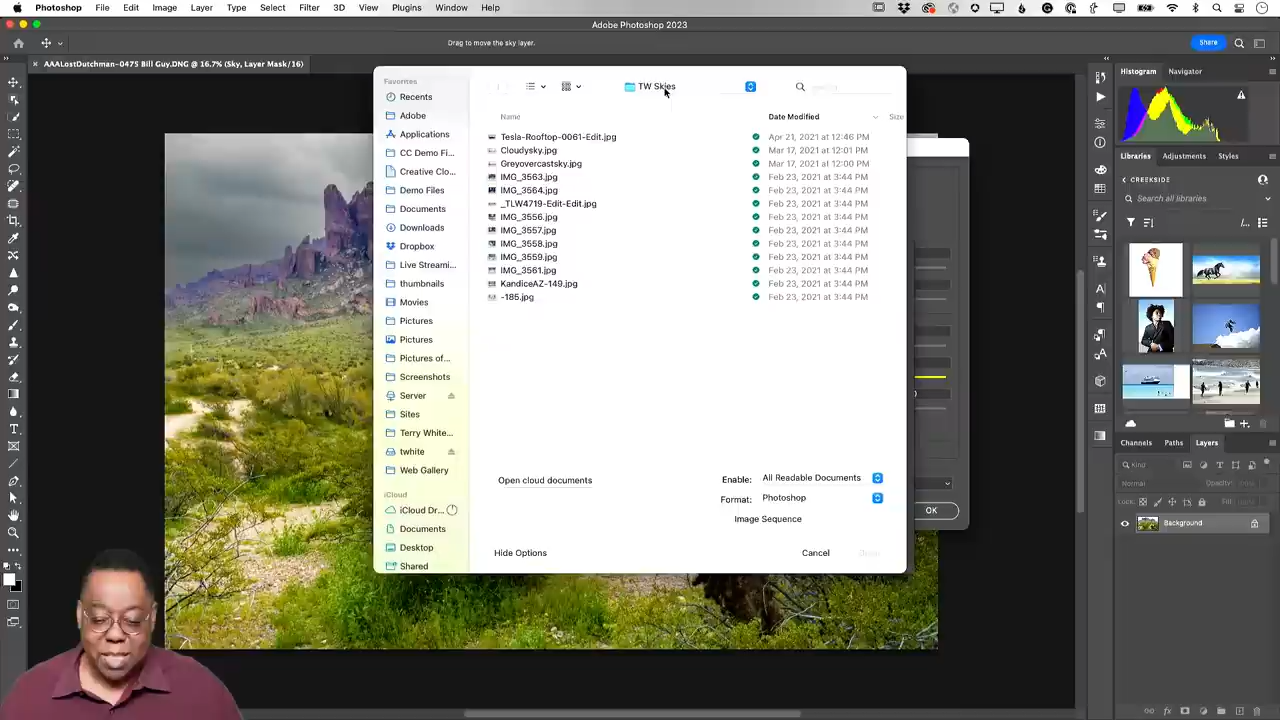 Photoshop File Edit Image Layer Type Select Filter 3D View Plugins Window Help
Adobe Photoshop 2023
Drag to move the sky layer.
Share
AAALostDutchman-0475 Bill Guy.DNG @ 16.7% (Sky, Layer Mask/16)
Favorites
Recents
Adobe
Applications
CC Demo Fi...
Creative Clo...
Demo Files
Documents
Downloads
Dropbox
Live Streami...
thumbnails
Movies
Pictures
Pictures
Pictures of...
Screenshots
Server
Sites
Terry White...
twhite
Web Gallery
iCloud
iCloud Dr...
Documents
Desktop
Shared
TW Skies
Name Date Modified Size
Tesla-Rooftop-0061-Edit.jpg Apr 21, 2021 at 12:46 PM
Cloudysky.jpg Mar 17, 2021 at 12:01 PM
Greyovercastsky.jpg Mar 17, 2021 at 12:00 PM
IMG_3563.jpg Feb 23, 2021 at 3:44 PM
IMG_3564.jpg Feb 23, 2021 at 3:44 PM
_TLW4719-Edit-Edit.jpg Feb 23, 2021 at 3:44 PM
IMG_3556.jpg Feb 23, 2021 at 3:44 PM
IMG_3557.jpg Feb 23, 2021 at 3:44 PM
IMG_3558.jpg Feb 23, 2021 at 3:44 PM
IMG_3559.jpg Feb 23, 2021 at 3:44 PM
IMG_3561.jpg Feb 23, 2021 at 3:44 PM
KandiceAZ-149.jpg Feb 23, 2021 at 3:44 PM
-185.jpg Feb 23, 2021 at 3:44 PM
Open cloud documents
Enable: All Readable Documents
Format: Photoshop
Image Sequence
Hide Options
Cancel
OK
Histogram Navigator
Libraries Adjustments Styles
CREEKSIDE
Search all libraries
Channels Paths Layers
Kind
Normal Opacity:
Lock:
Background